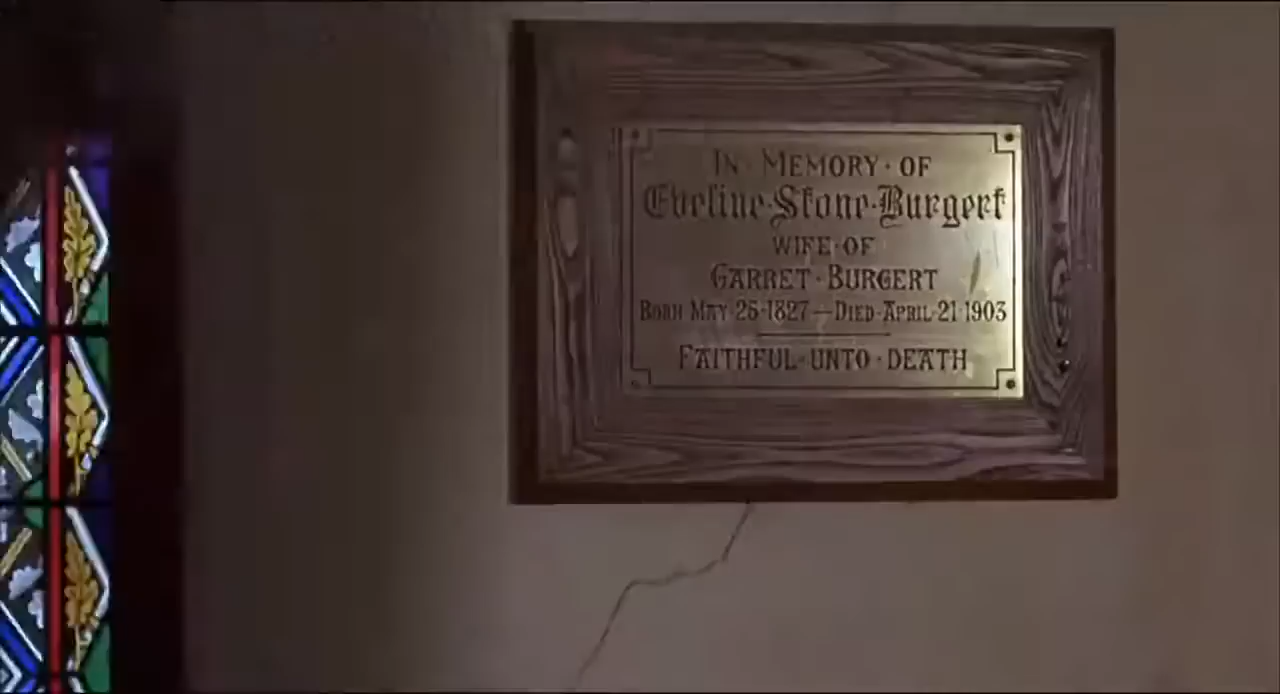 IN · MEMORY · OF
Eveline · Stone · Burgert
WIFE · OF
GARRET · BURGERT
BORN MAY · 25 · 1827 — DIED · APRIL · 21 · 1903
FAITHFUL · UNTO · DEATH